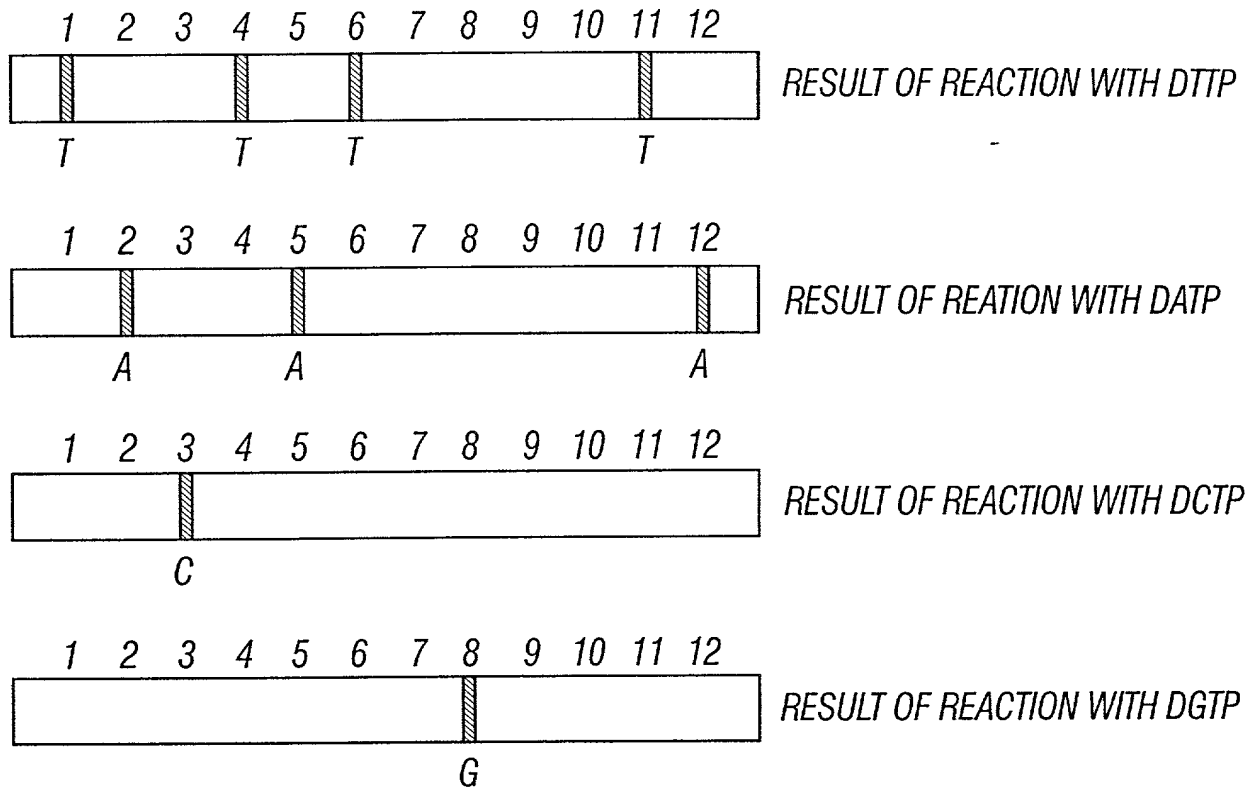 1 2 3 4 5 6 7 8 9 10 11 12
RESULT OF REACTION WITH DTTP
T T T T
1 2 3 4 5 6 7 8 9 10 11 12
RESULT OF REATION WITH DATP
A A A
1 2 3 4 5 6 7 8 9 10 11 12
RESULT OF REACTION WITH DCTP
C
1 2 3 4 5 6 7 8 9 10 11 12
RESULT OF REACTION WITH DGTP
G